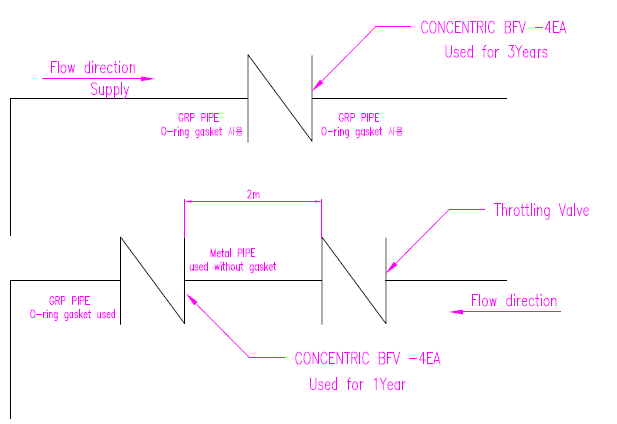 CONCENTRIC BFV -4EA
Used for 3Years
Flow direction
Supply
GRP PIPE
O-ring gasket 사용
GRP PIPE
O-ring gasket 사용
2m
Throttling Valve
Metal PIPE
used without gasket
GRP PIPE
O-ring gasket used
Flow direction
CONCENTRIC BFV -4EA
Used for 1Year